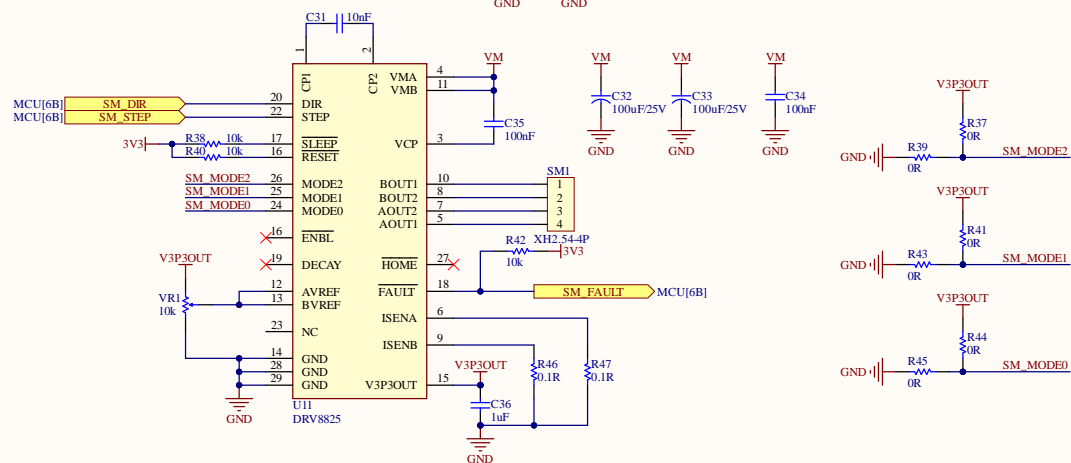 GND GND
C31 10nF
1 2
CP1 CP2
VM
4 VMA
11 VMB
C35
100nF
3 VCP
MCU[6B] SM_DIR 20 DIR
MCU[6B] SM_STEP 22 STEP
3V3
R38 10k 17 SLEEP
R40 10k 16 RESET
SM_MODE2 26 MODE2
SM_MODE1 25 MODE1
SM_MODE0 24 MODE0
16 ENBL
19 DECAY
V3P3OUT
VR1
10k
12 AVREF
13 BVREF
23 NC
14 GND
28 GND
29 GND
GND
U11
DRV8825
BOUT1 10
BOUT2 8
AOUT2 7
AOUT1 5
SM1
1
2
3
4
XH2.54-4P
R42
10k
3V3
HOME 27
FAULT 18
SM_FAULT MCU[6B]
ISENA 6
ISENB 9
V3P3OUT 15
V3P3OUT
C36
1uF
GND
R46
0.1R
R47
0.1R
VM
C32
100uF/25V
GND
VM
C33
100uF/25V
GND
VM
C34
100nF
GND
V3P3OUT
R37
0R
GND R39
0R
SM_MODE2
V3P3OUT
R41
0R
GND R43
0R
SM_MODE1
V3P3OUT
R44
0R
GND R45
0R
SM_MODE0